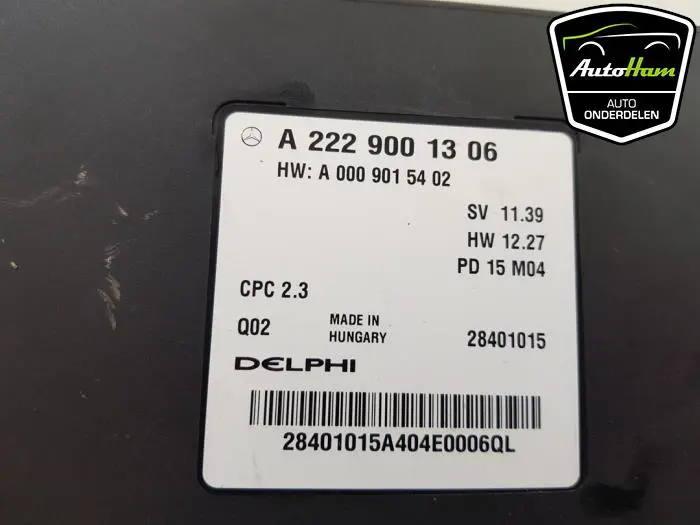 AutoHam
AUTO
ONDERDELEN
A 222 900 13 06
HW: A 000 901 54 02
SV 11.39
HW 12.27
PD 15 M04
CPC 2.3
Q02
MADE IN
HUNGARY
28401015
DELPHI
28401015A404E0006QL